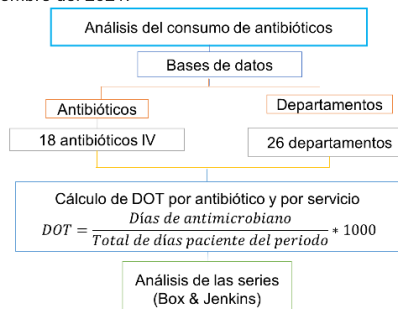 Análisis del consumo de antibióticos
Bases de datos
Antibióticos
Departamentos
18 antibióticos IV
26 departamentos
Cálculo de DOT por antibiótico y por servicio
DOT = Días de antimicrobiano / Total de días paciente del periodo * 1000
Análisis de las series
(Box & Jenkins)